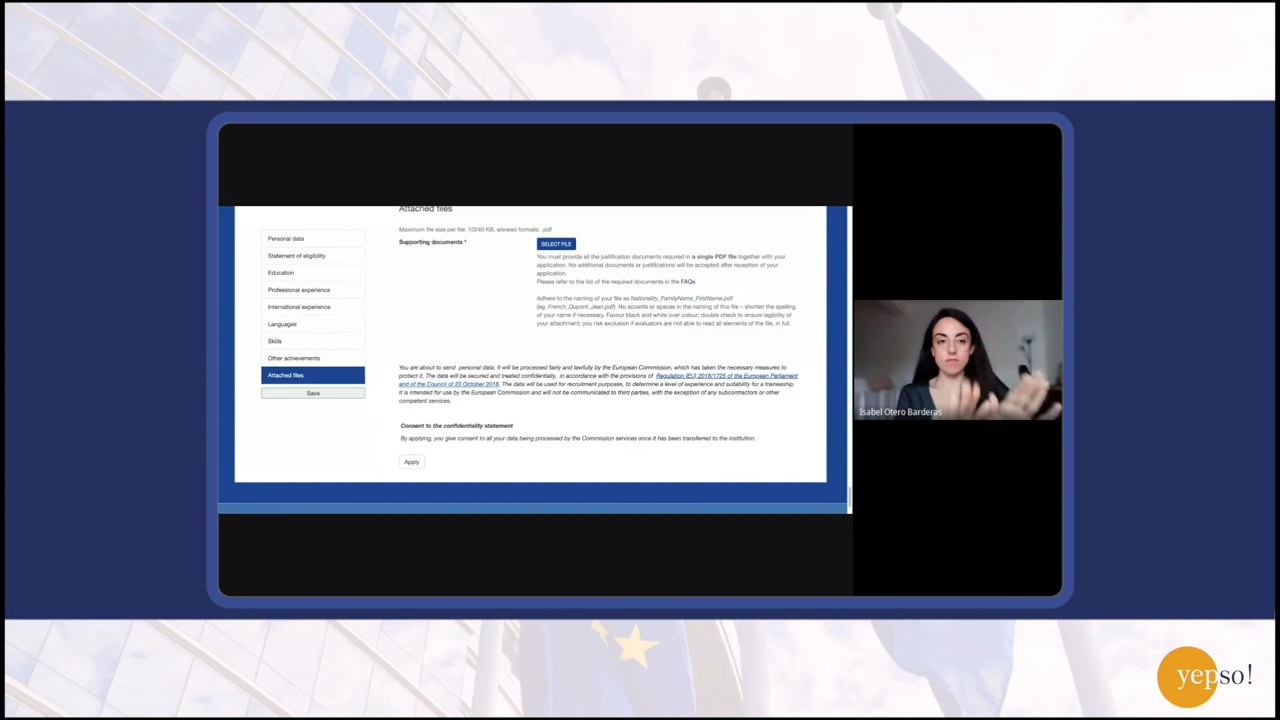 Attached files
Maximum file size per file: 10240 KB, allowed formats: .pdf
Supporting documents *
SELECT FILE
You must provide all the justification documents required in a single PDF file together with your
application. No additional documents or justifications will be accepted after reception of your
application.
Please refer to the list of the required documents in the FAQs.
Adhere to the naming of your file as Nationality_FamilyName_FirstName.pdf
(eg. French_Dupont_Jean.pdf). No accents or spaces in the naming of this file – shorten the spelling
of your name if necessary. Favour black and white over colour; double check to ensure legibility of
your attachment; you risk exclusion if evaluators are not able to read all elements of the file, in full.
Personal data
Statement of eligibility
Education
Professional experience
International experience
Languages
Skills
Other achievements
Attached files
Save
You are about to send personal data. It will be processed fairly and lawfully by the European Commission, which has taken the necessary measures to
protect it. The data will be secured and treated confidentially, in accordance with the provisions of Regulation (EU) 2018/1725 of the European Parliament
and of the Council of 23 October 2018. The data will be used for recruitment purposes, to determine a level of experience and suitability for a traineeship.
It is intended for use by the European Commission and will not be communicated to third parties, with the exception of any subcontractors or other
competent services.
Consent to the confidentiality statement
By applying, you give consent to all your data being processed by the Commission services once it has been transferred to the institution.
Apply
Isabel Otero Barderas
yepso!